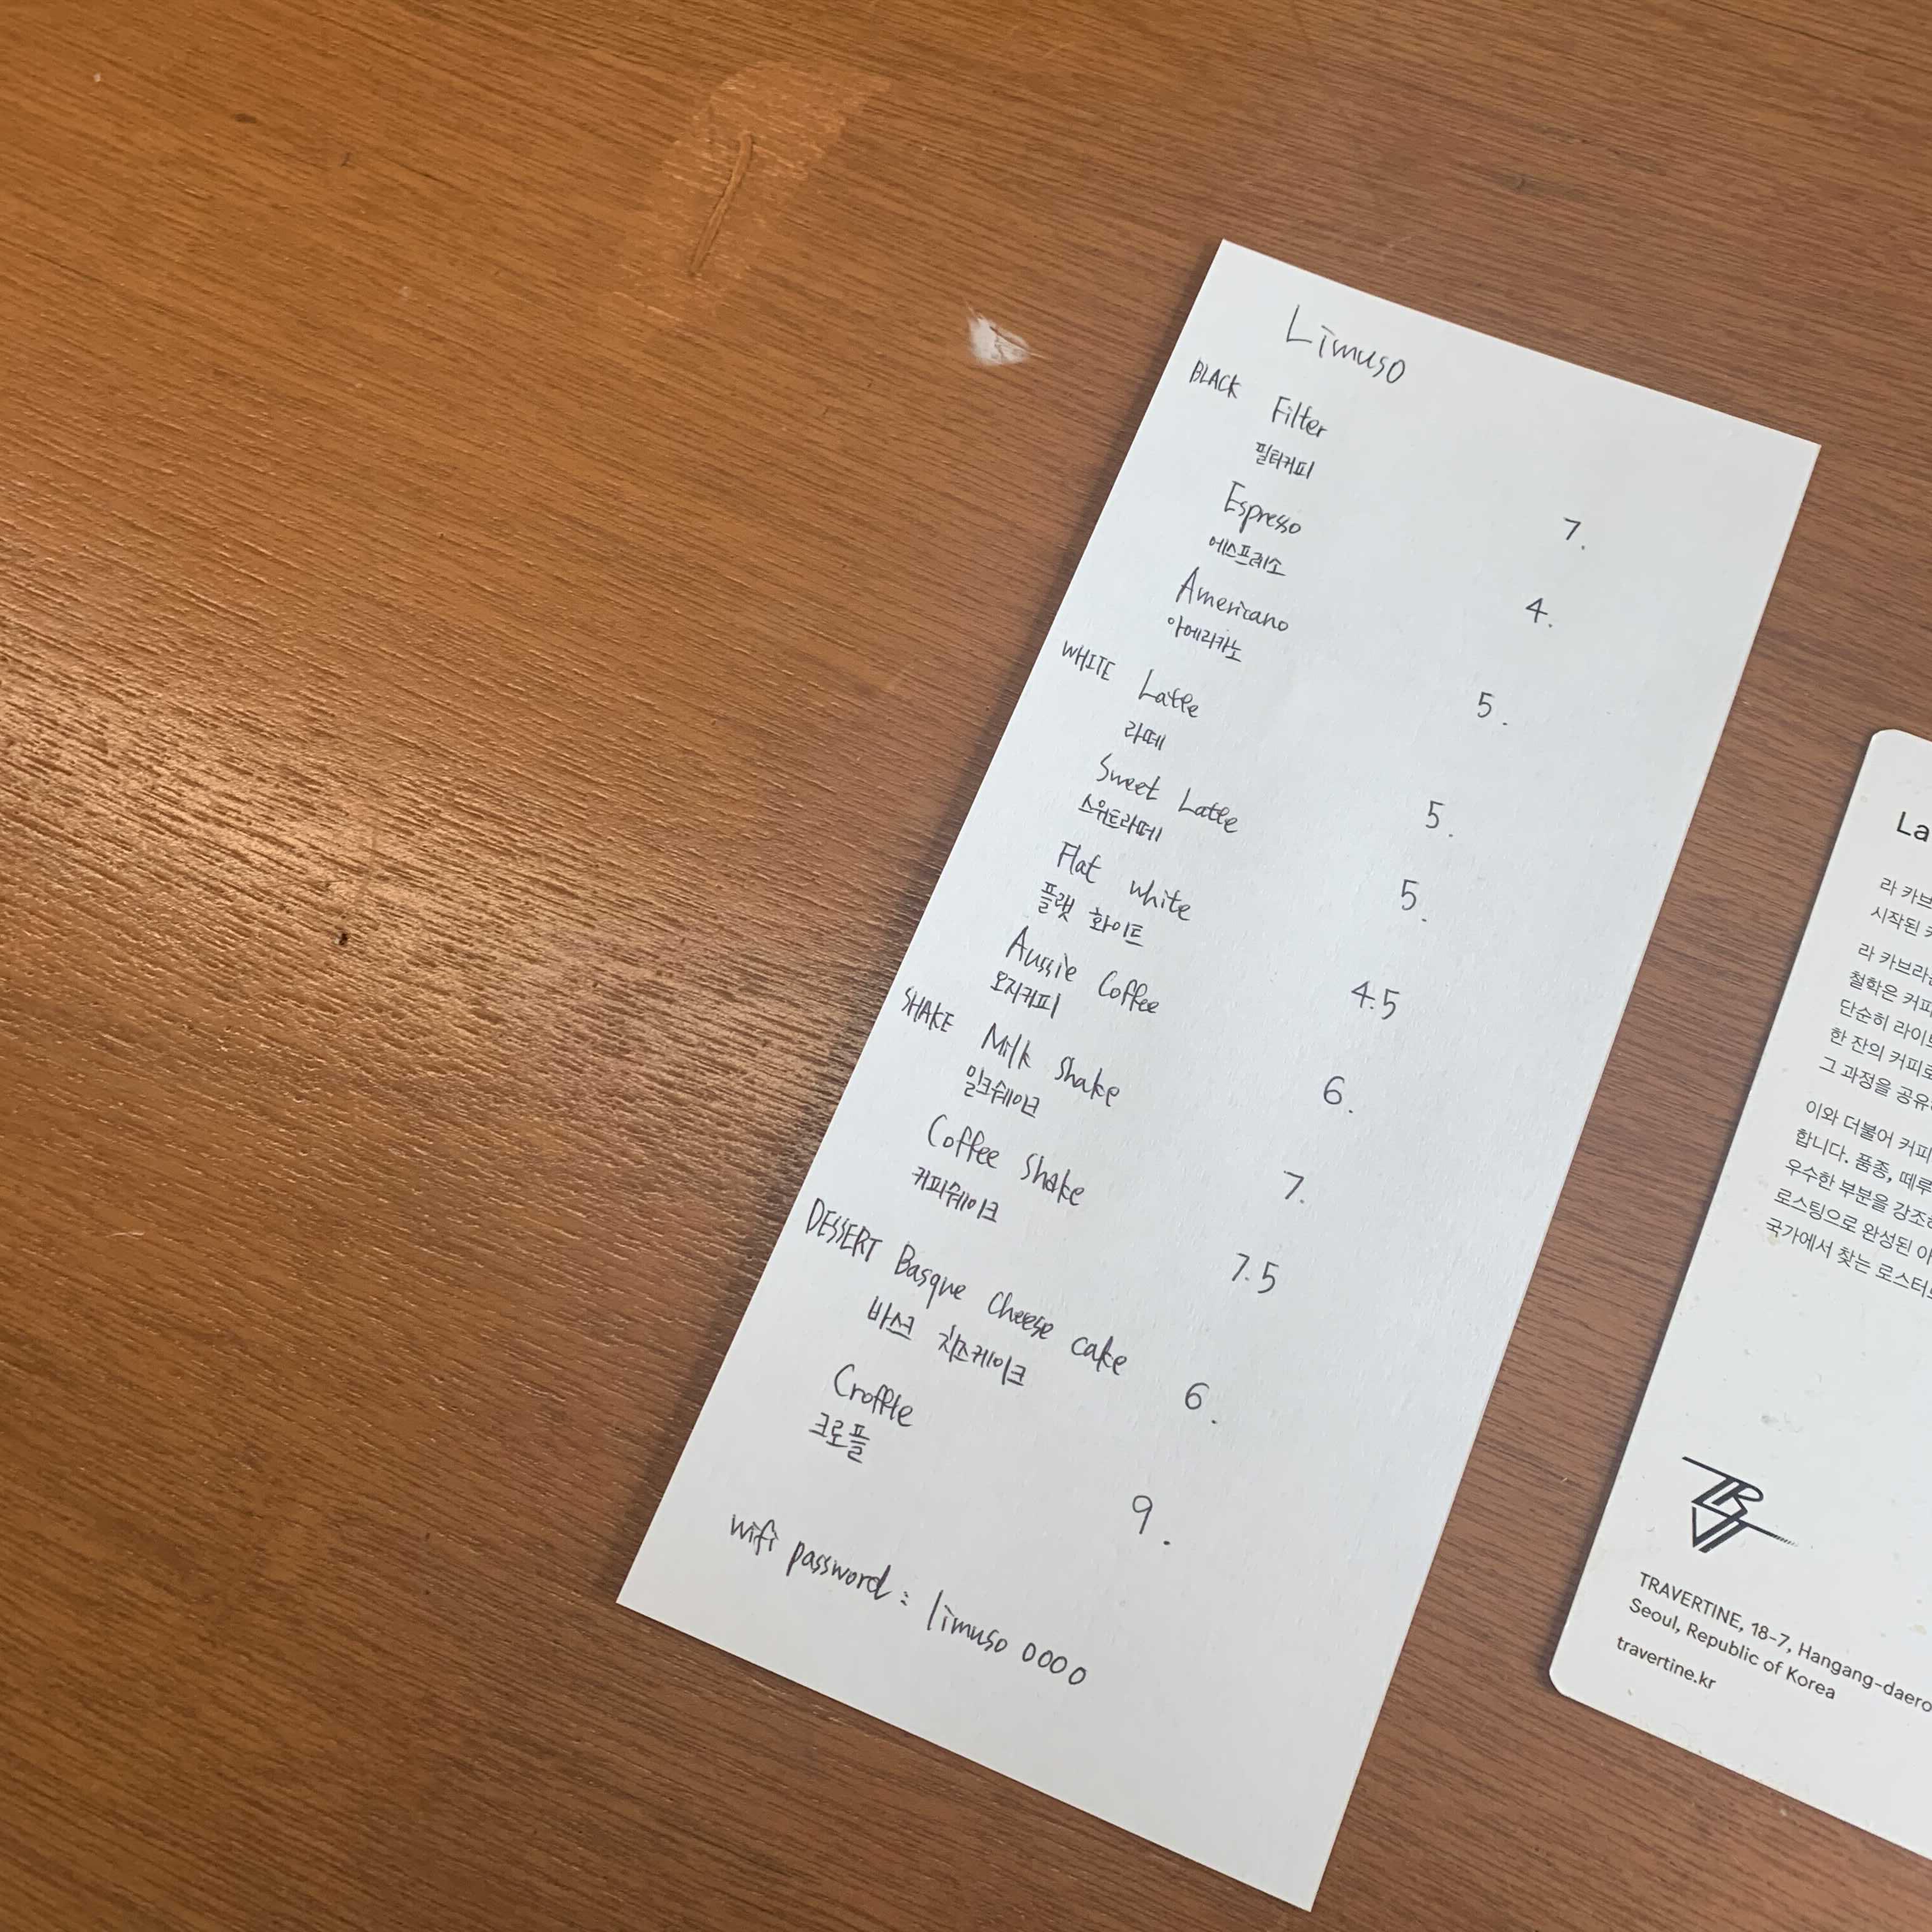 Limuso
BLACK Filter 7.
필터커피
Espresso 4.
에스프레소
Americano 5.
아메리카노
WHITE Latte 5.
라떼
Sweet Latte 5.
스위트라떼
Flat white 4.5
플랫 화이트
Aussie Coffee 6.
오지커피
SHAKE Milk shake 7.
밀크쉐이크
Coffee shake 7.5
커피쉐이크
DESSERT Basque cheese cake 6.
바스크 치즈케이크
Croffle 9.
크로플
wifi password : limuso 0000
La
라 카브
시작된
라 카브라
철학은 커피
단순히 라이
한 잔의 커피로
그 과정을 공유
이와 더불어 커피
합니다. 품종, 떼루
우수한 부분을 강조
로스팅으로 완성된 아
국가에서 찾는 로스터
TRAVERTINE, 18-7, Hangang-daero
Seoul, Republic of Korea
travertine.kr